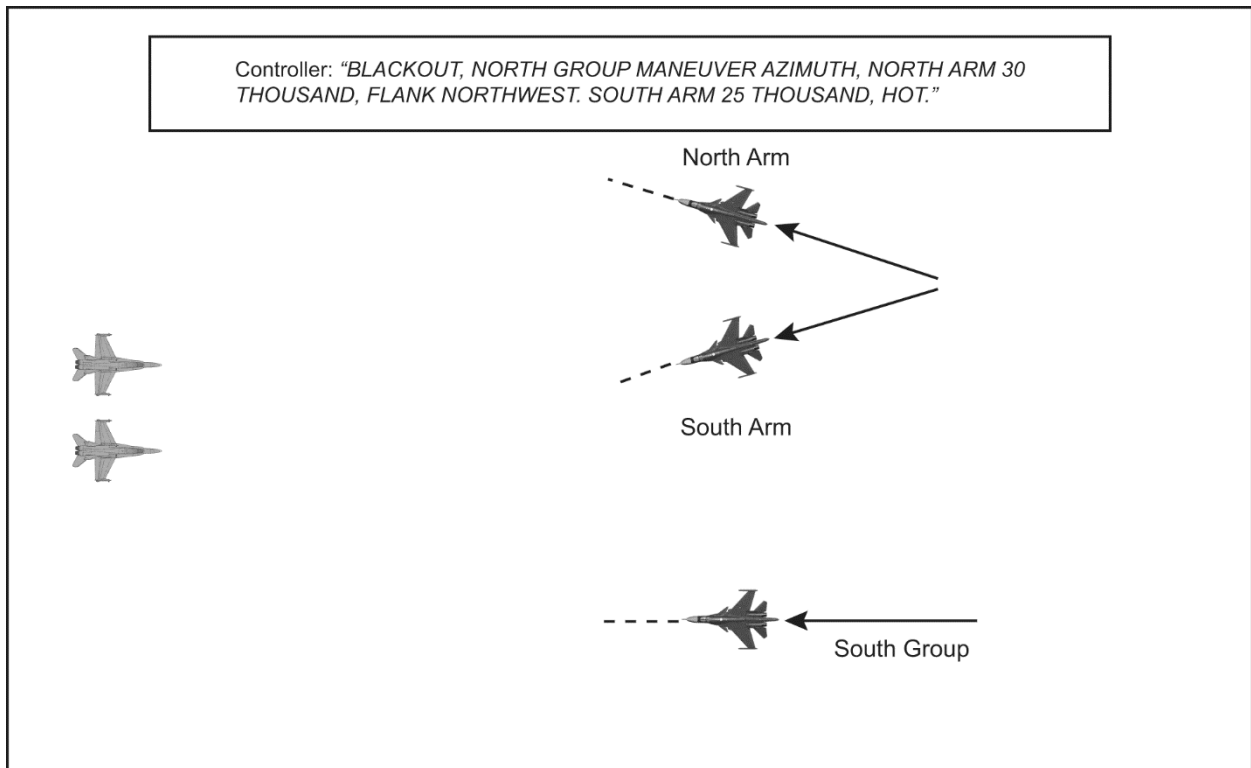 Controller: “BLACKOUT, NORTH GROUP MANEUVER AZIMUTH, NORTH ARM 30
THOUSAND, FLANK NORTHWEST. SOUTH ARM 25 THOUSAND, HOT.”
North Arm
South Arm
South Group